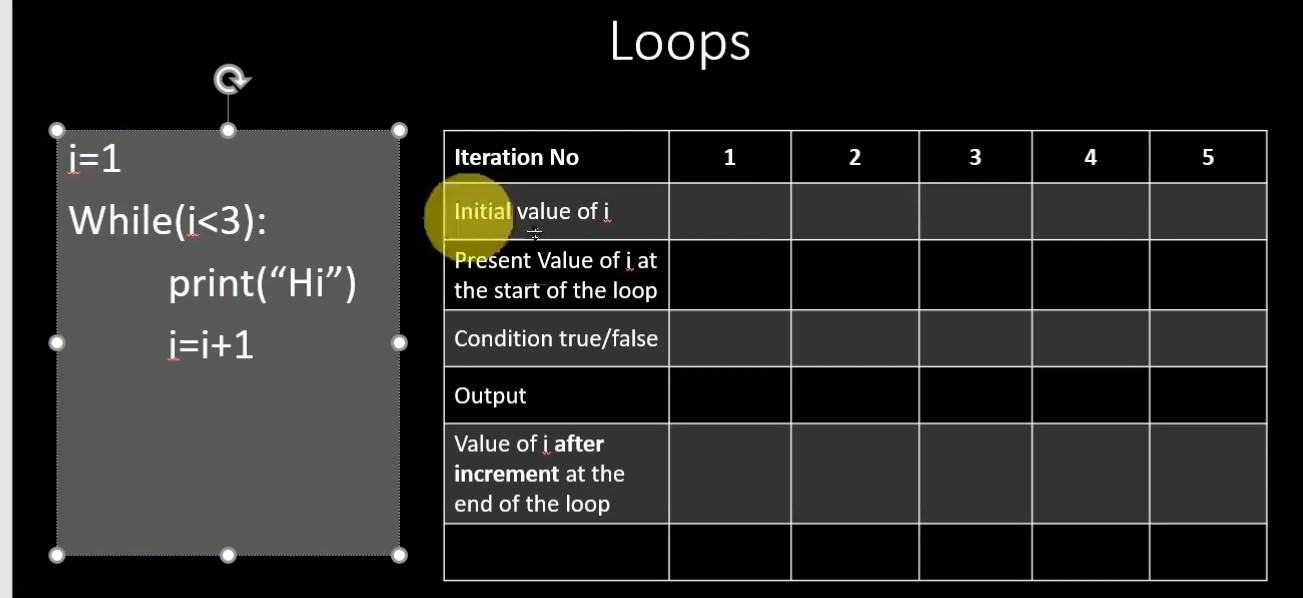 Loops
i=1
While(i<3):
print(“Hi”)
i=i+1
Iteration No 1 2 3 4 5
Initial value of i
Present Value of i at
the start of the loop
Condition true/false
Output
Value of i after
increment at the
end of the loop